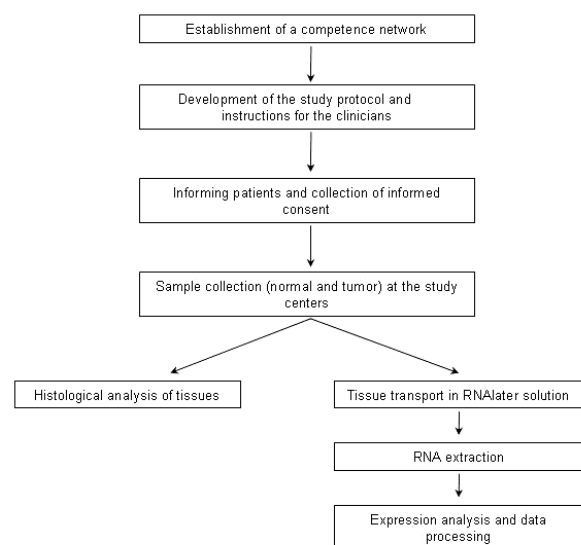 Establishment of a competence network
Development of the study protocol and
instructions for the clinicians
Informing patients and collection of informed
consent
Sample collection (normal and tumor) at the study
centers
Histological analysis of tissues
Tissue transport in RNAlater solution
RNA extraction
Expression analysis and data
processing